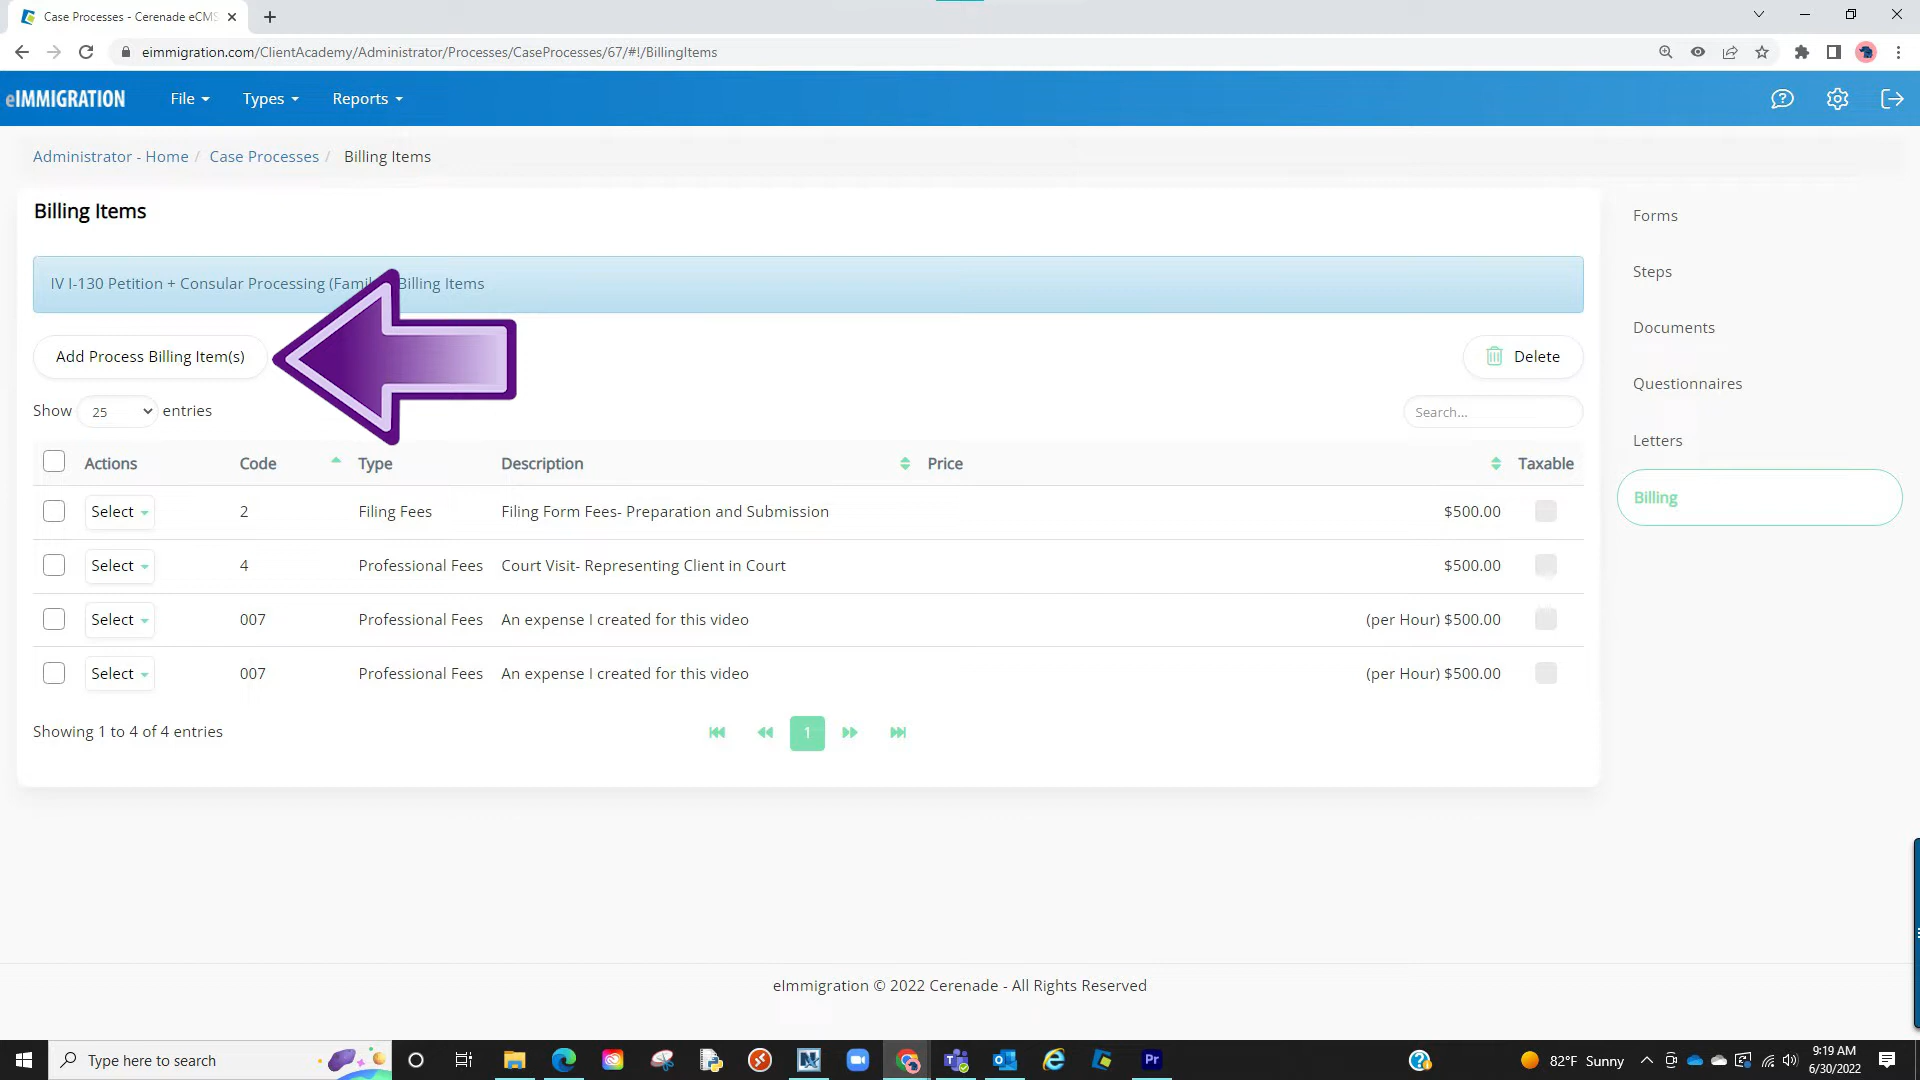 Case Processes - Cerenade eCMS
eimmigration.com/ClientAcademy/Administrator/Processes/CaseProcesses/67/#!/BillingItems
eIMMIGRATION File Types Reports
Administrator - Home / Case Processes / Billing Items
Billing Items
IV I-130 Petition + Consular Processing (Famil Billing Items
Add Process Billing Item(s) Delete
Show 25 entries Search...
Actions Code Type Description Price Taxable
Select 2 Filing Fees Filing Form Fees- Preparation and Submission $500.00
Select 4 Professional Fees Court Visit- Representing Client in Court $500.00
Select 007 Professional Fees An expense I created for this video (per Hour) $500.00
Select 007 Professional Fees An expense I created for this video (per Hour) $500.00
Showing 1 to 4 of 4 entries 1
Forms
Steps
Documents
Questionnaires
Letters
Billing
eImmigration © 2022 Cerenade - All Rights Reserved
Type here to search Pr 82°F Sunny 9:19 AM
6/30/2022